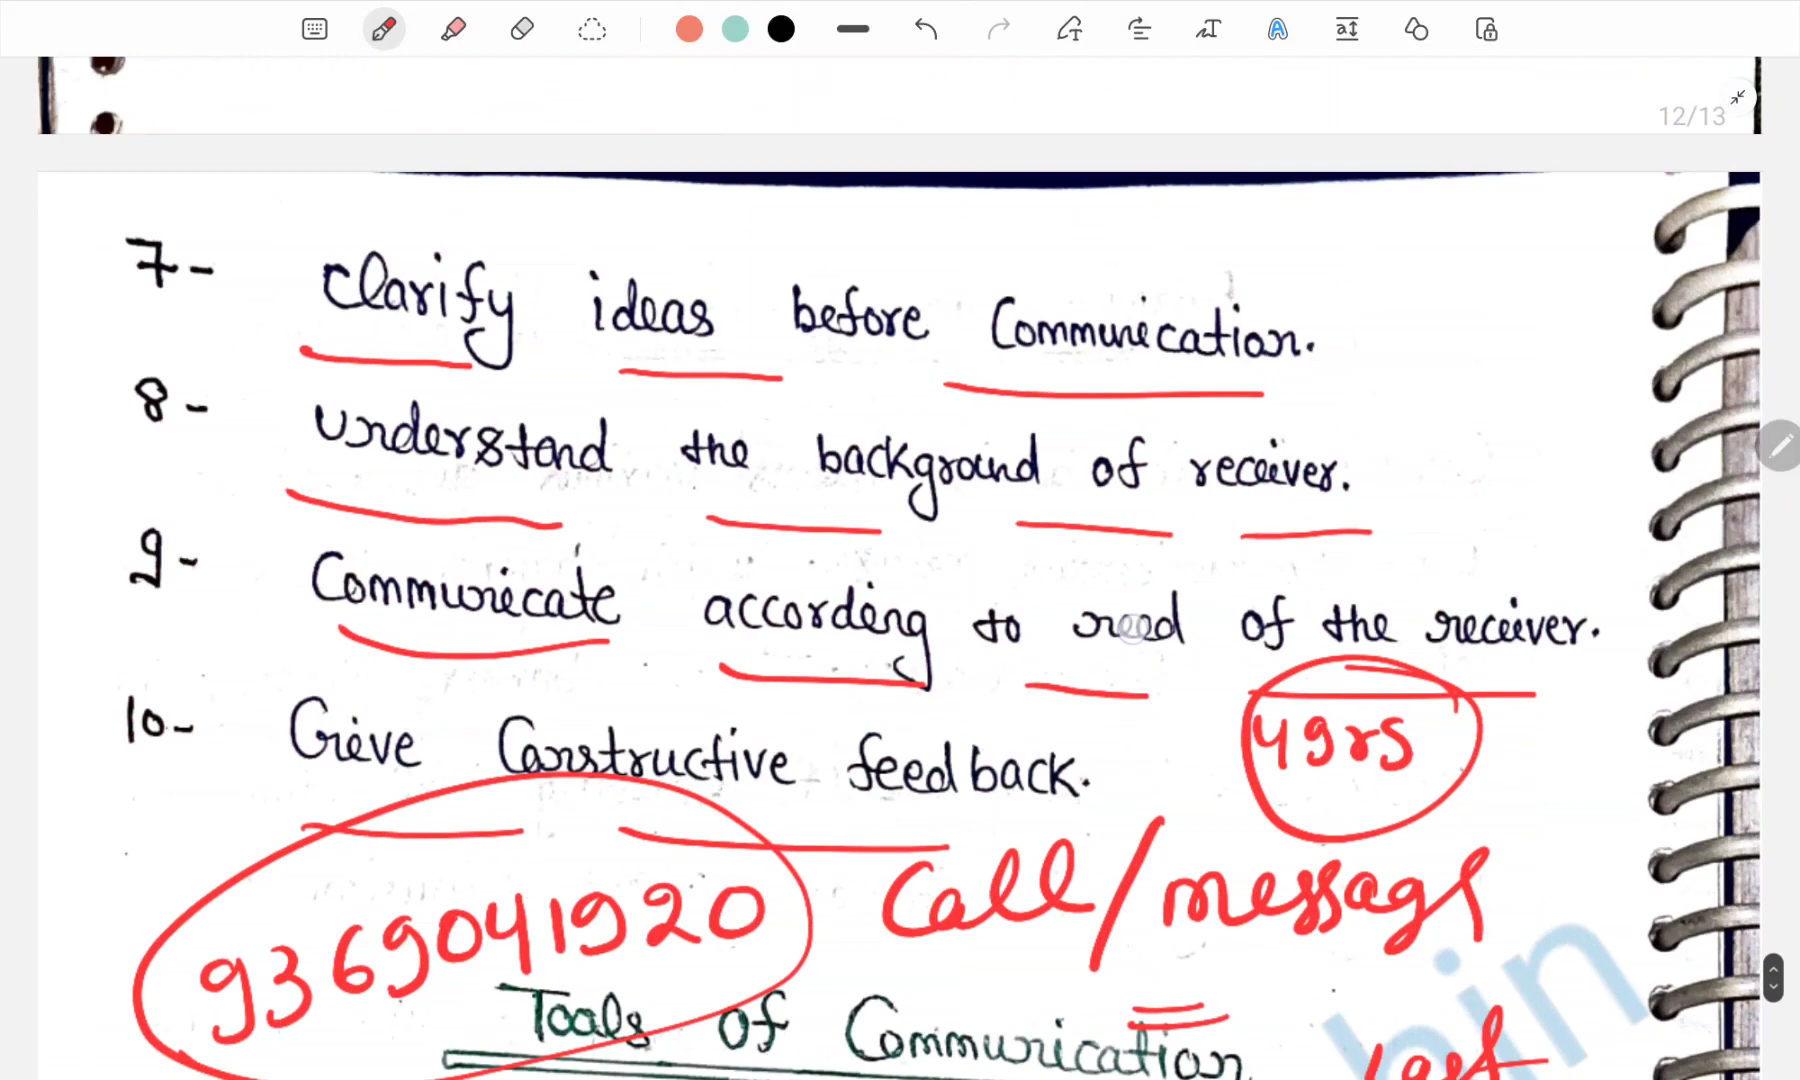 12/13
7- Clarify ideas before Communication.
8- Understand the background of receiver.
9- Communicate according to need of the receiver.
10- Give Constructive feedback.
49rs
9369041920 Call/message
Tools of Communication